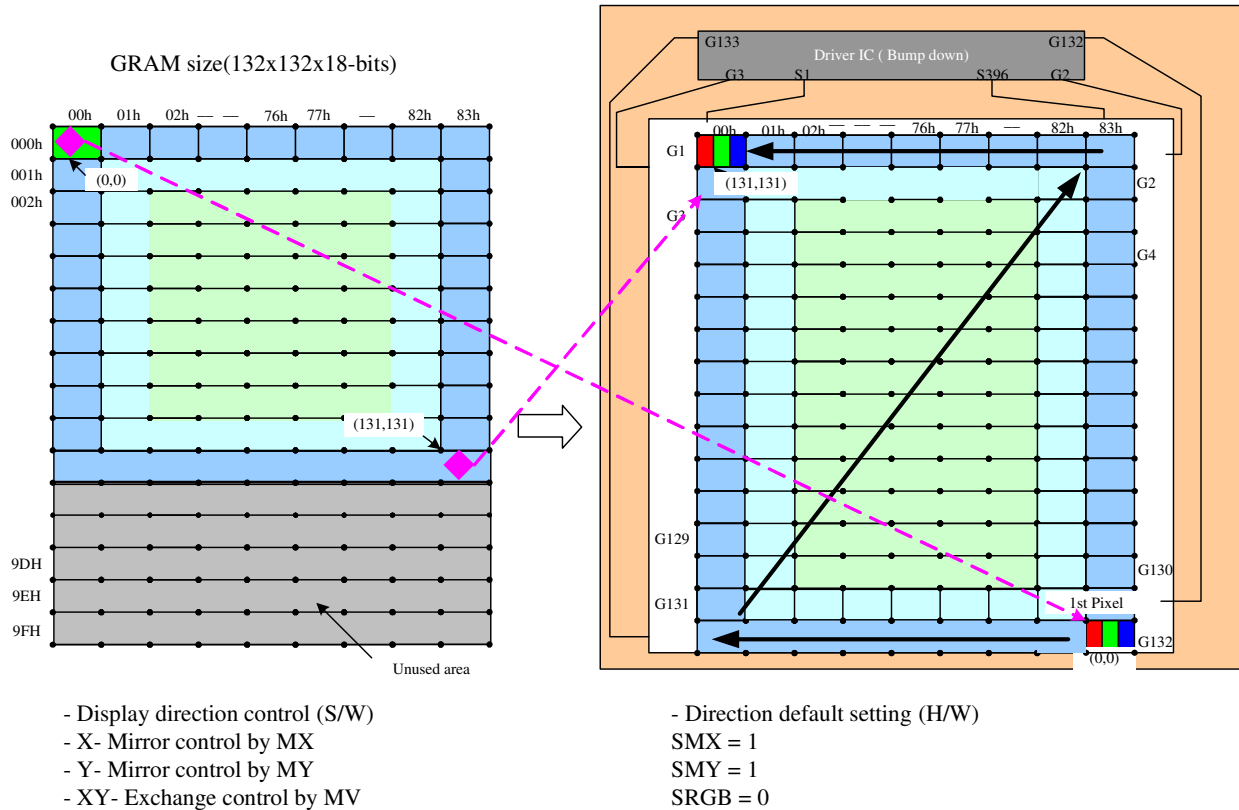 GRAM size(132x132x18-bits)
00h 01h 02h — — 76h 77h — 82h 83h
000h
001h
002h
(0,0)
(131,131)
9DH
9EH
9FH
Unused area
- Display direction control (S/W)
- X- Mirror control by MX
- Y- Mirror control by MY
- XY- Exchange control by MV
G133 G132
Driver IC ( Bump down)
G3 S1 S396 G2
00h 01h 02h — — — 76h 77h — 82h 83h
G1
(131,131)
G2
G3
G4
G129
G130
G131
1st Pixel
G132
(0,0)
- Direction default setting (H/W)
SMX = 1
SMY = 1
SRGB = 0